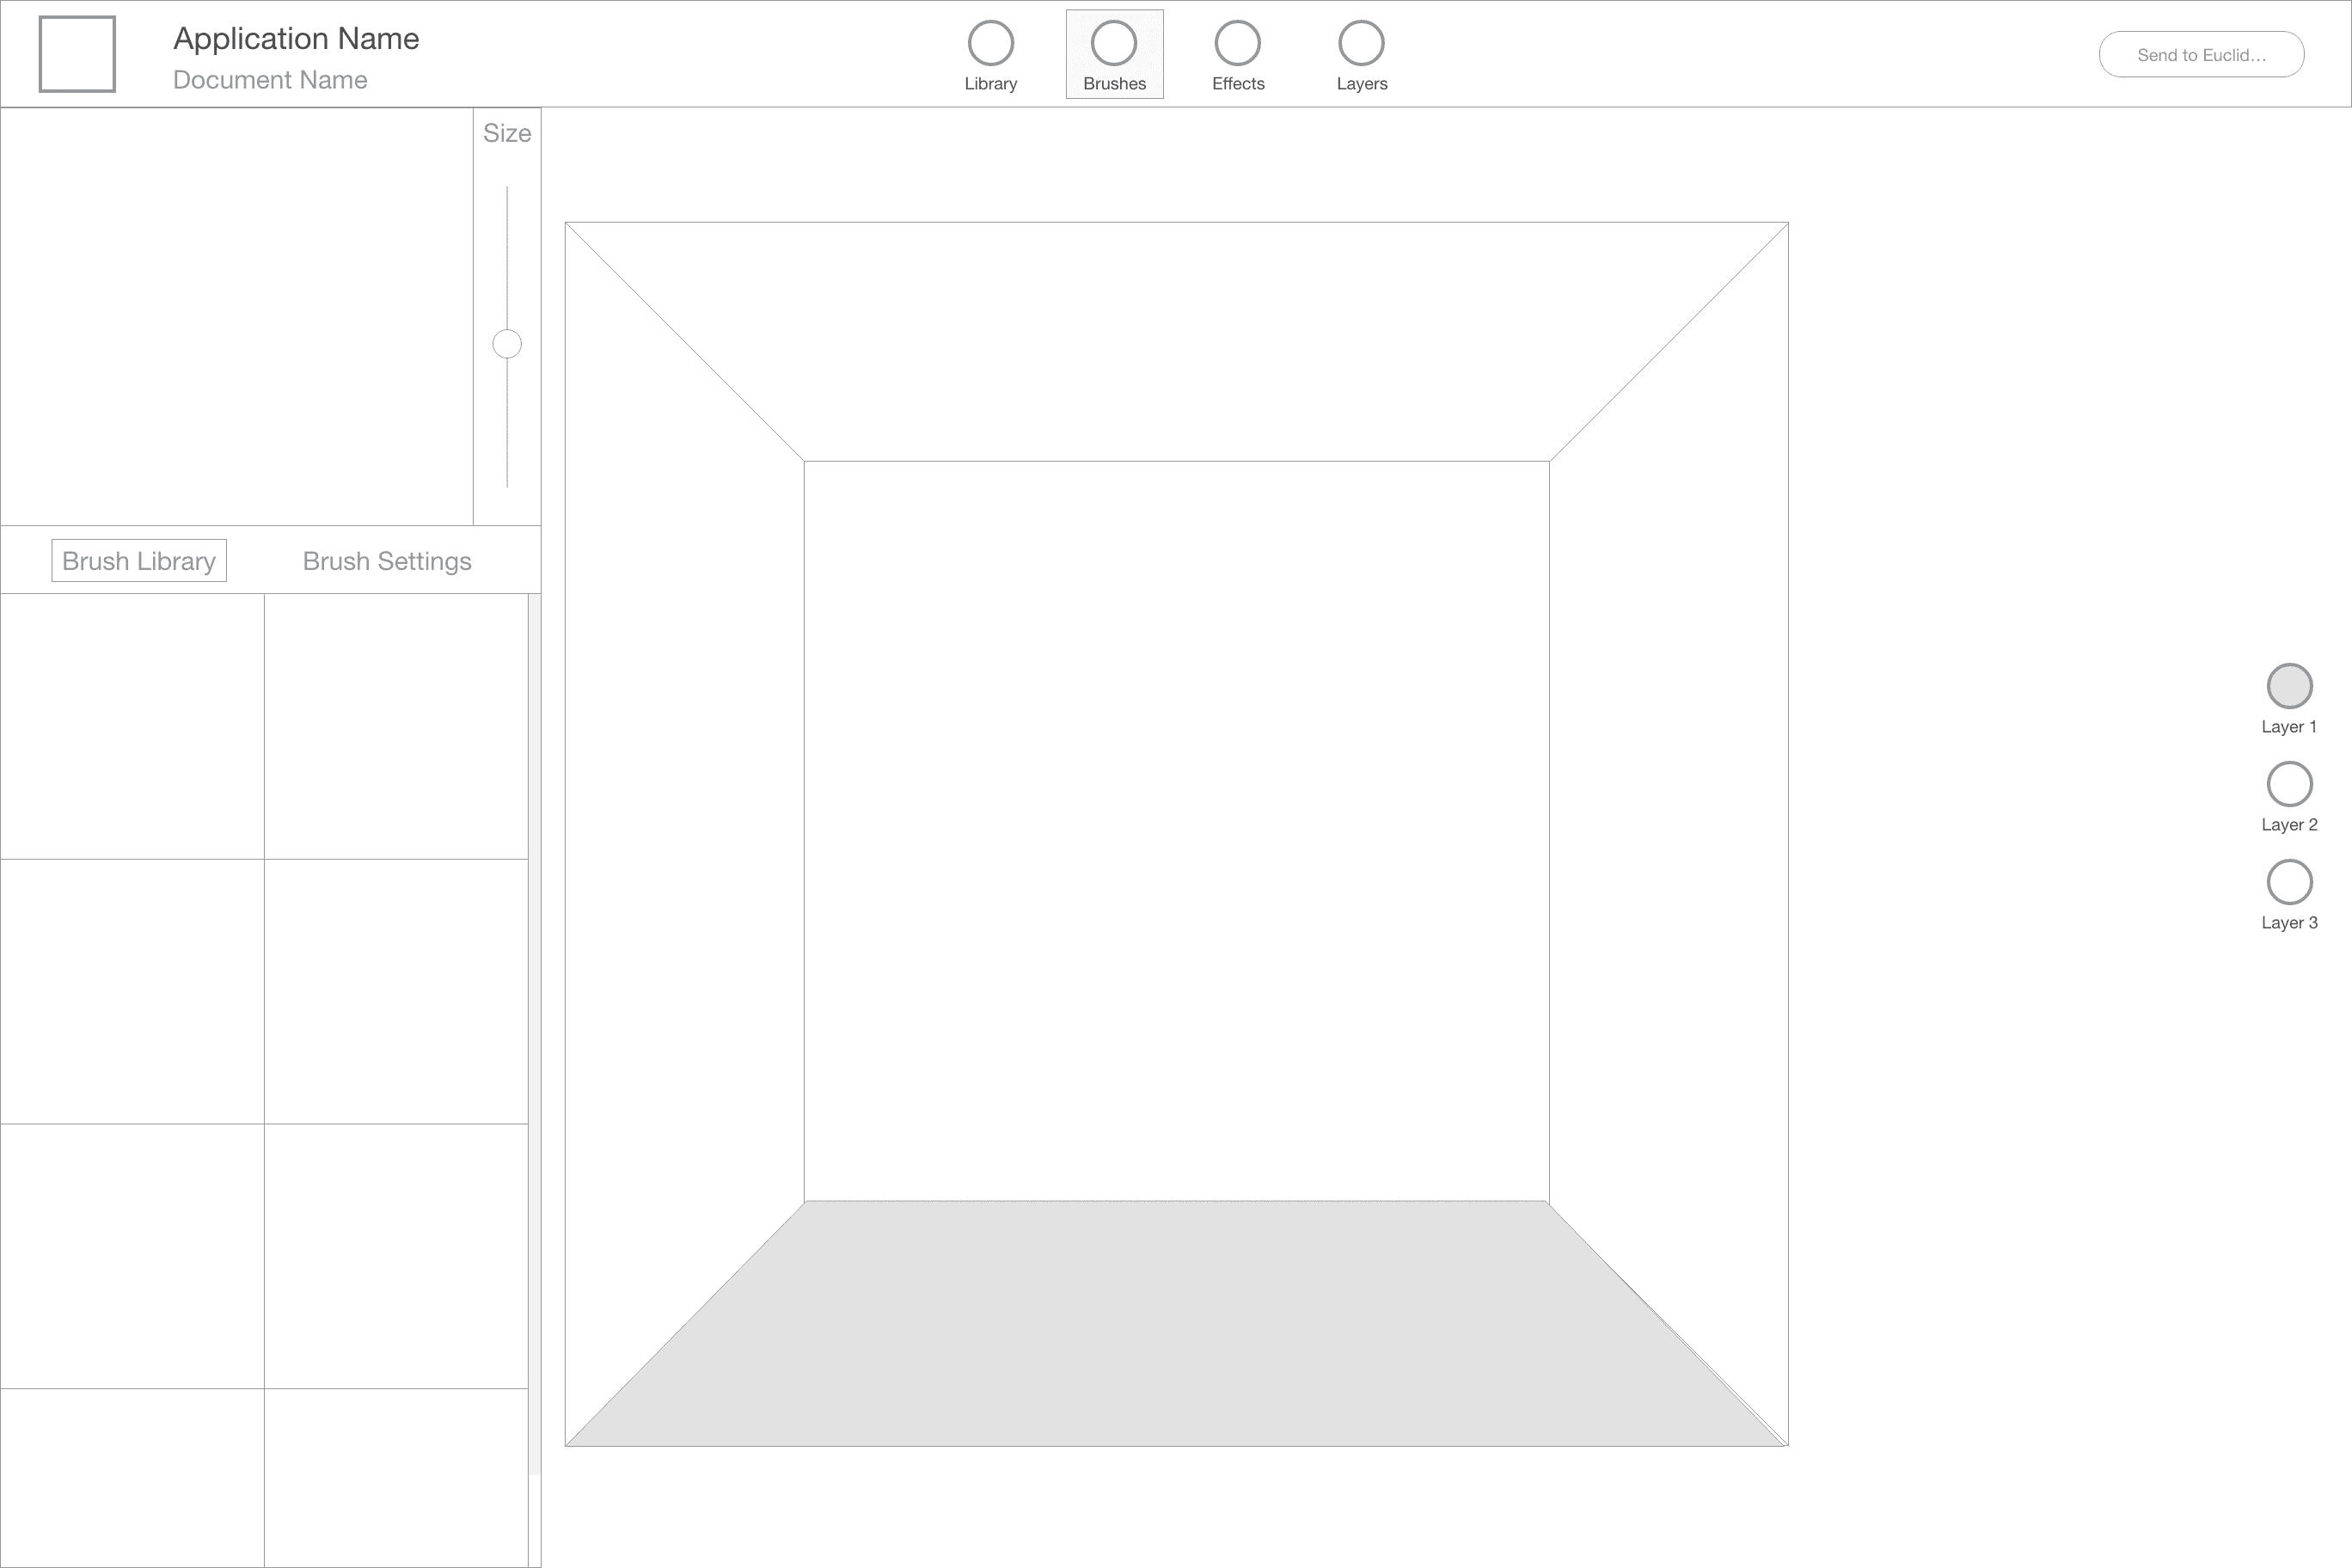 Application Name
Document Name
Library
Brushes
Effects
Layers
Send to Euclid…
Size
Brush Library
Brush Settings
Layer 1
Layer 2
Layer 3